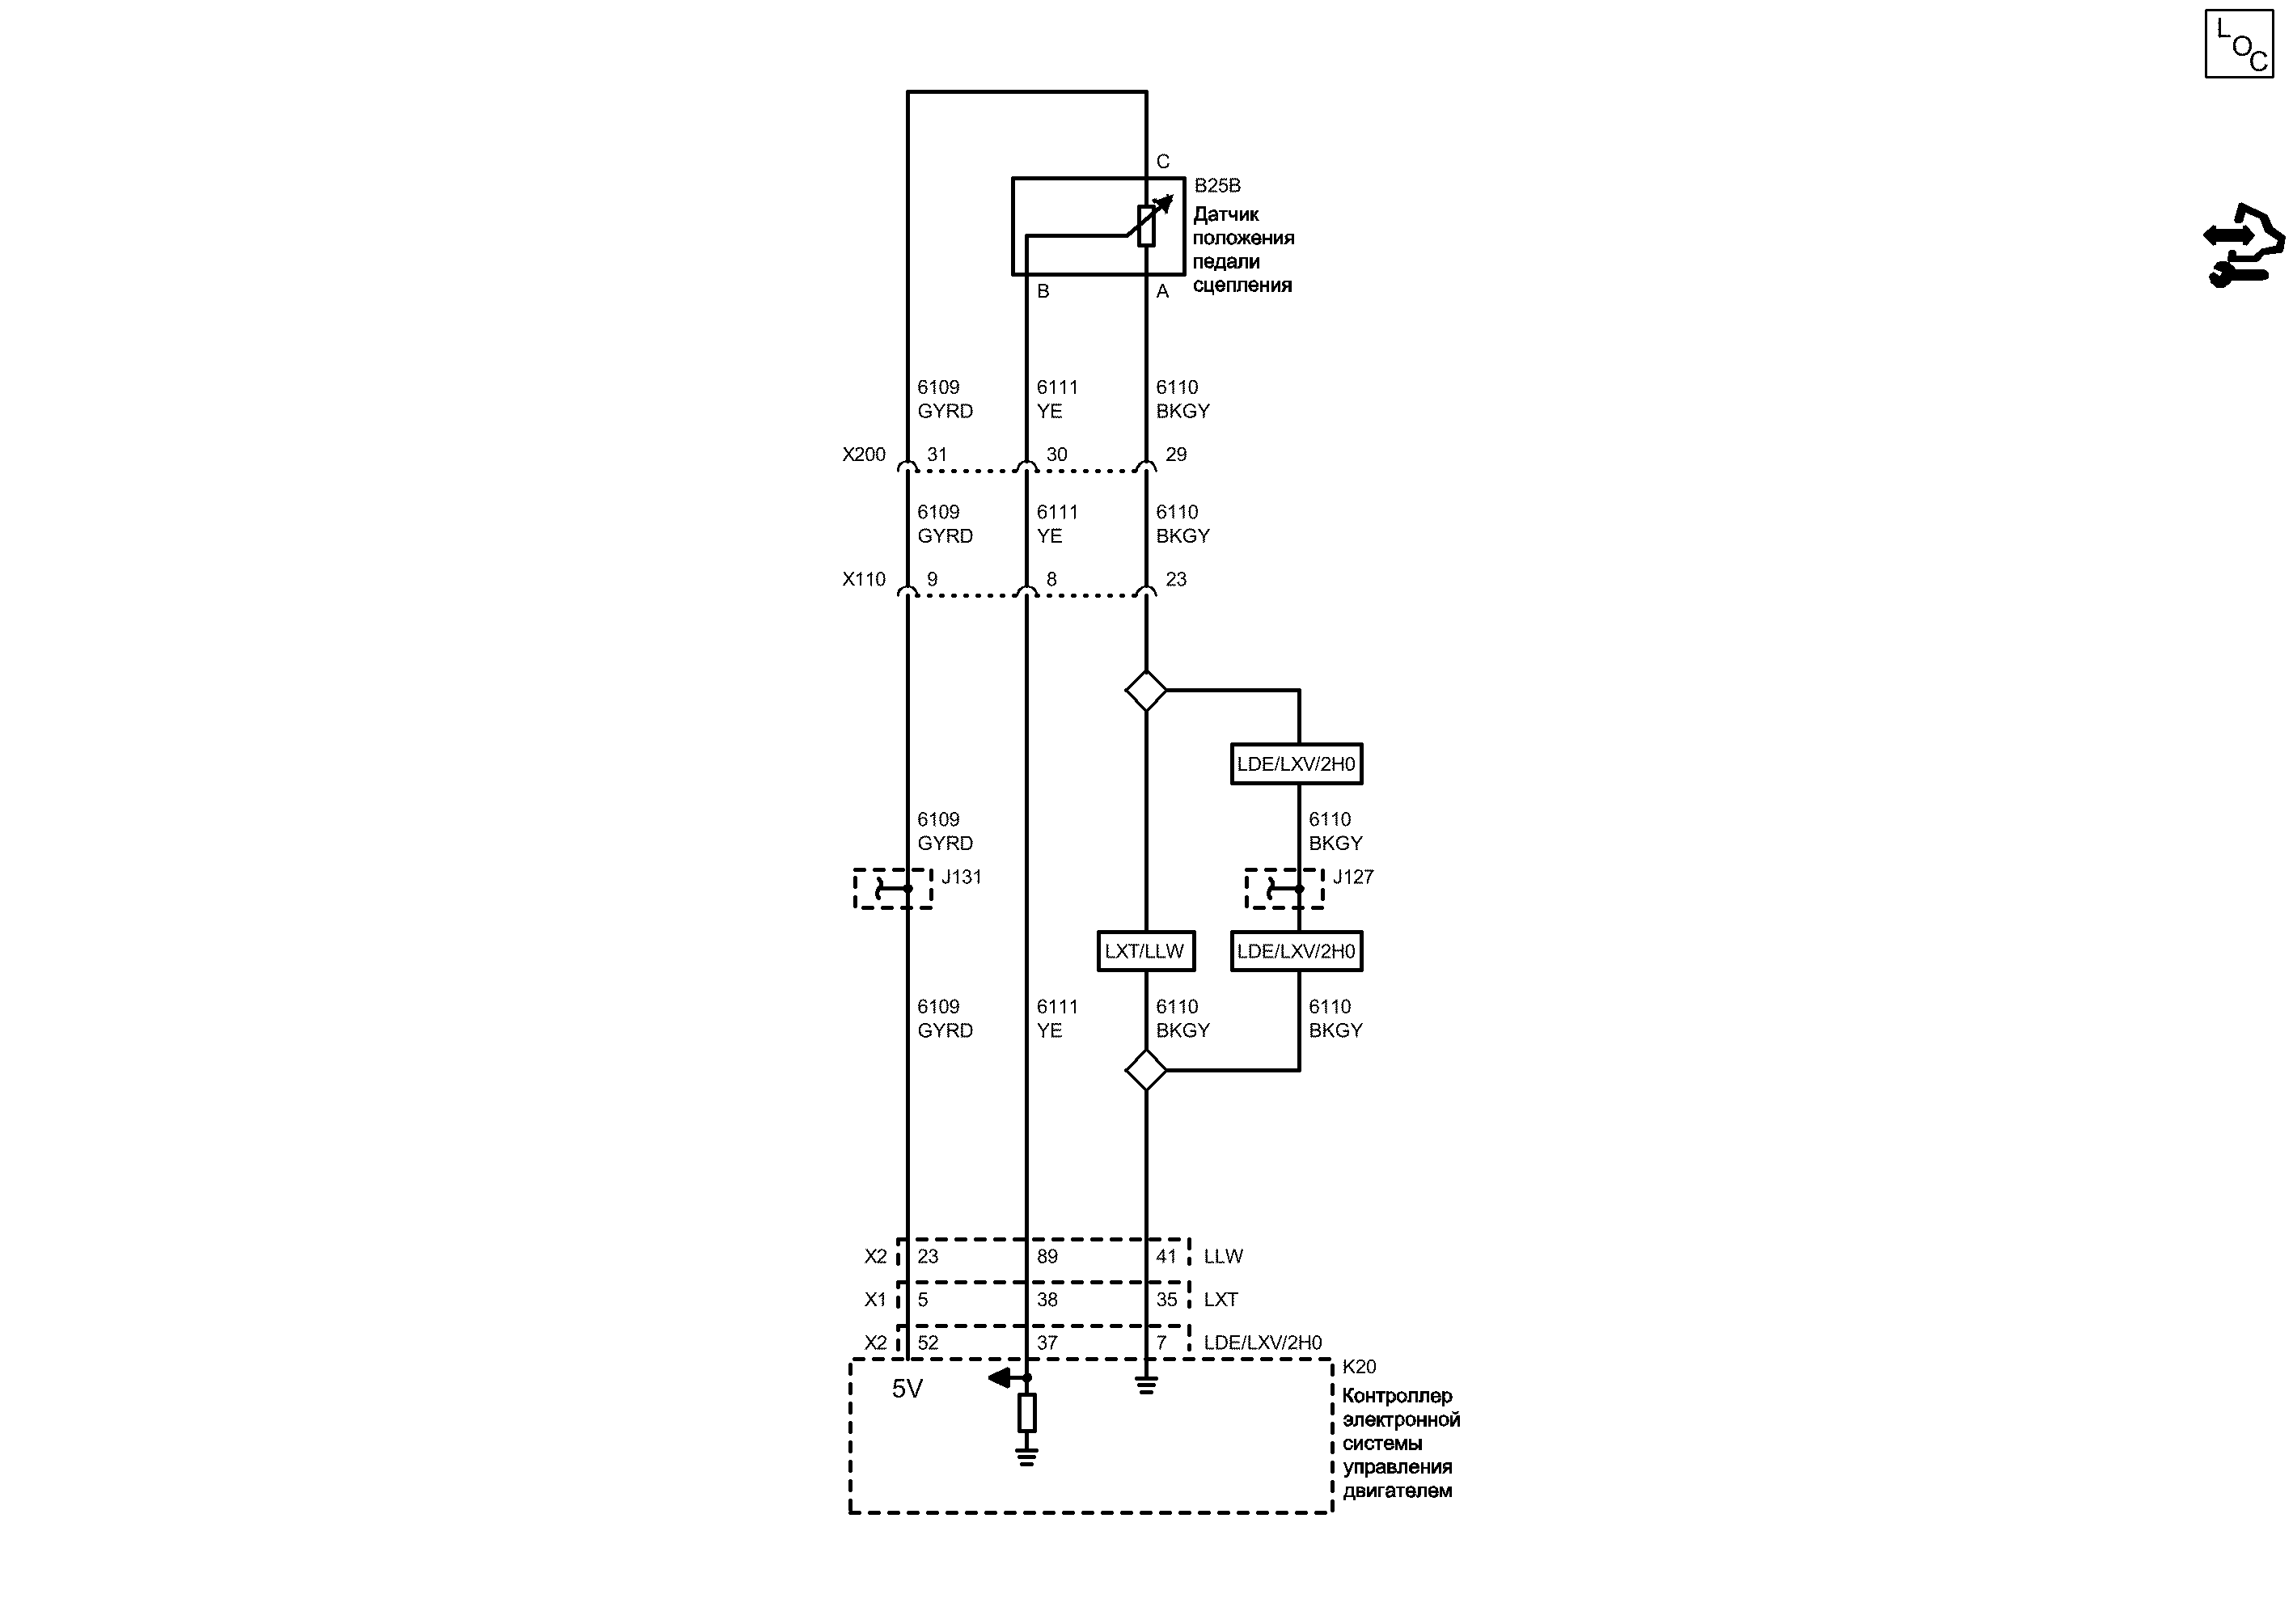 LOC
C
B25B
Датчик
положения
педали
сцепления
B A
6109 6111 6110
GYRD YE BKGY
X200 31 30 29
6109 6111 6110
GYRD YE BKGY
X110 9 8 23
LDE/LXV/2H0
6109 6110
GYRD BKGY
J131 J127
LXT/LLW LDE/LXV/2H0
6109 6111 6110 6110
GYRD YE BKGY BKGY
X2 23 89 41 LLW
X1 5 38 35 LXT
X2 52 37 7 LDE/LXV/2H0
5V
K20
Контроллер
электронной
системы
управления
двигателем